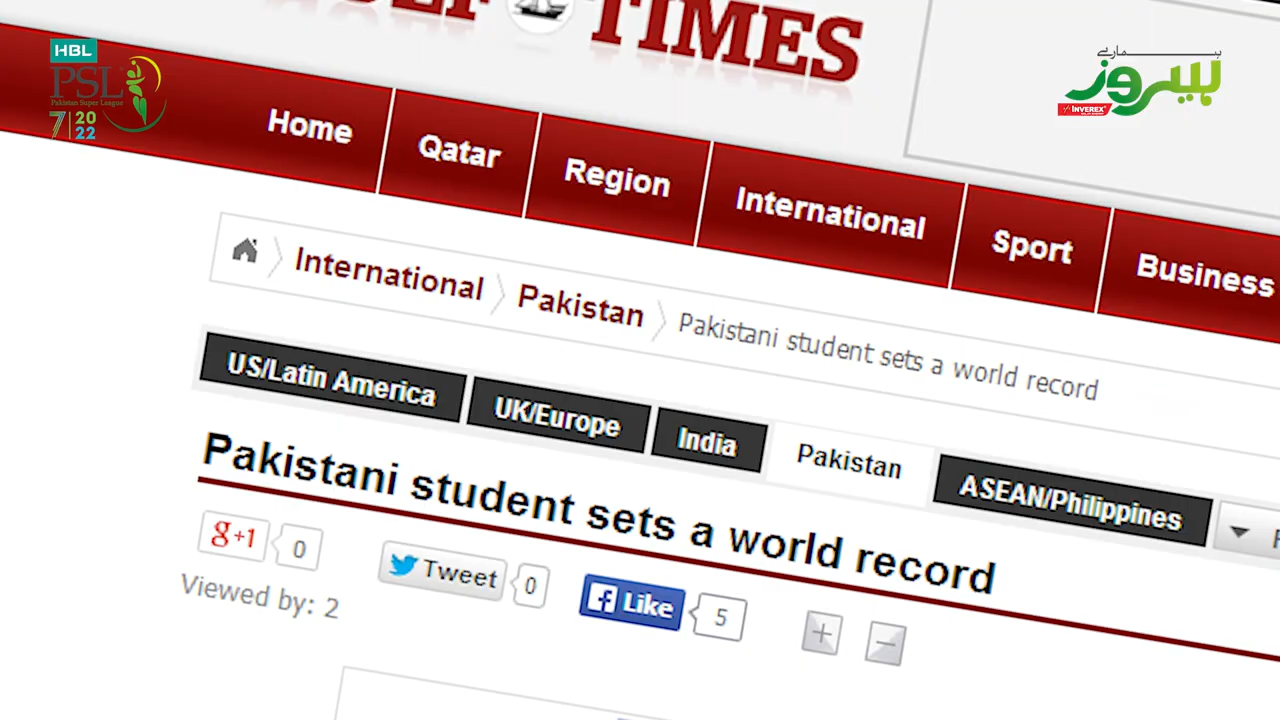 TIMES
HBL
PSL
Pakistan Super League
7 20
22
ہمارے
ہیروز
INVEREX
Home
Qatar
Region
International
Sport
Business
International
Pakistan
Pakistani student sets a world record
US/Latin America
UK/Europe
India
Pakistan
ASEAN/Philippines
Pakistani student sets a world record
g+1
0
Tweet
0
Like
5
Viewed by: 2